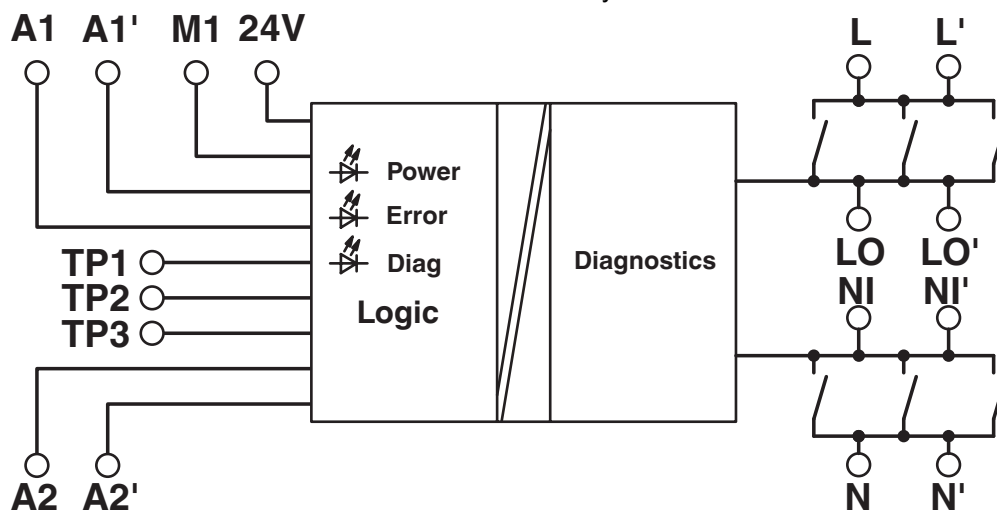 A1 A1' M1 24V
L L'
Power
Error
Diag
Logic
TP1
TP2
TP3
Diagnostics
LO LO'
NI NI'
A2 A2'
N N'